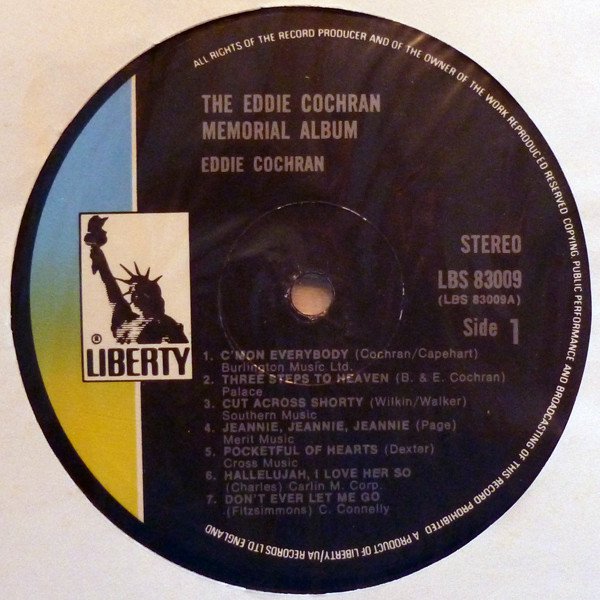 ALL RIGHTS OF THE RECORD PRODUCER AND OF THE OWNER OF THE WORK REPRODUCED RESERVED COPYING PUBLIC PERFORMANCE AND BROADCASTING OF THIS RECORD PROHIBITED A PRODUCT OF LIBERTY/UA RECORDS LTD ENGLAND
THE EDDIE COCHRAN
MEMORIAL ALBUM
EDDIE COCHRAN
STEREO
LBS 83009
(LBS 83009A)
Side 1
®
LIBERTY
1. C'MON EVERYBODY (Cochran/Capehart)
Burlington Music Ltd.
2. THREE STEPS TO HEAVEN (B. & E. Cochran)
Palace
3. CUT ACROSS SHORTY (Wilkin/Walker)
Southern Music
4. JEANNIE, JEANNIE, JEANNIE (Page)
Merit Music
5. POCKETFUL OF HEARTS (Dexter)
Cross Music
6. HALLELUJAH, I LOVE HER SO
(Charles) Carlin M. Corp.
7. DON'T EVER LET ME GO
(Fitzsimmons) C. Connelly